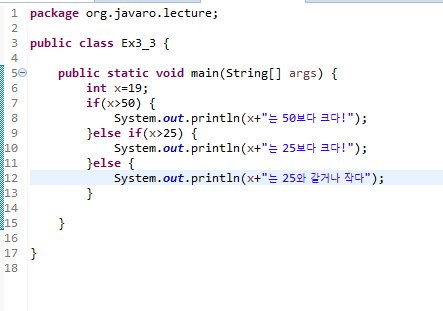 1 package org.javaro.lecture;
2
3 public class Ex3_3 {
4
5 public static void main(String[] args) {
6 int x=19;
7 if(x>50) {
8 System.out.println(x+"는 50보다 크다!");
9 }else if(x>25) {
10 System.out.println(x+"는 25보다 크다!");
11 }else {
12 System.out.println(x+"는 25와 같거나 작다");
13 }
14
15 }
16
17 }
18